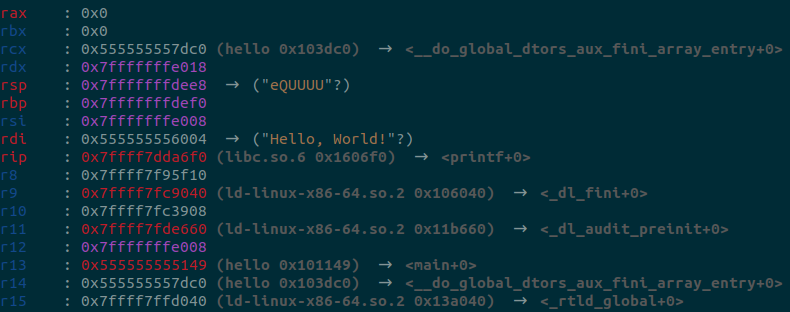 rax : 0x0
rbx : 0x0
rcx : 0x555555557dc0 (hello 0x103dc0) → <__do_global_dtors_aux_fini_array_entry+0>
rdx : 0x7fffffffe018
rsp : 0x7fffffffdee8 → ("eQUUUU"?)
rbp : 0x7fffffffdef0
rsi : 0x7fffffffe008
rdi : 0x555555556004 → ("Hello, World!"?)
rip : 0x7ffff7dda6f0 (libc.so.6 0x1606f0) → <printf+0>
r8 : 0x7ffff7f95f10
r9 : 0x7ffff7fc9040 (ld-linux-x86-64.so.2 0x106040) → <_dl_fini+0>
r10 : 0x7ffff7fc3908
r11 : 0x7ffff7fde660 (ld-linux-x86-64.so.2 0x11b660) → <_dl_audit_preinit+0>
r12 : 0x7fffffffe008
r13 : 0x555555555149 (hello 0x101149) → <main+0>
r14 : 0x555555557dc0 (hello 0x103dc0) → <__do_global_dtors_aux_fini_array_entry+0>
r15 : 0x7ffff7ffd040 (ld-linux-x86-64.so.2 0x13a040) → <_rtld_global+0>